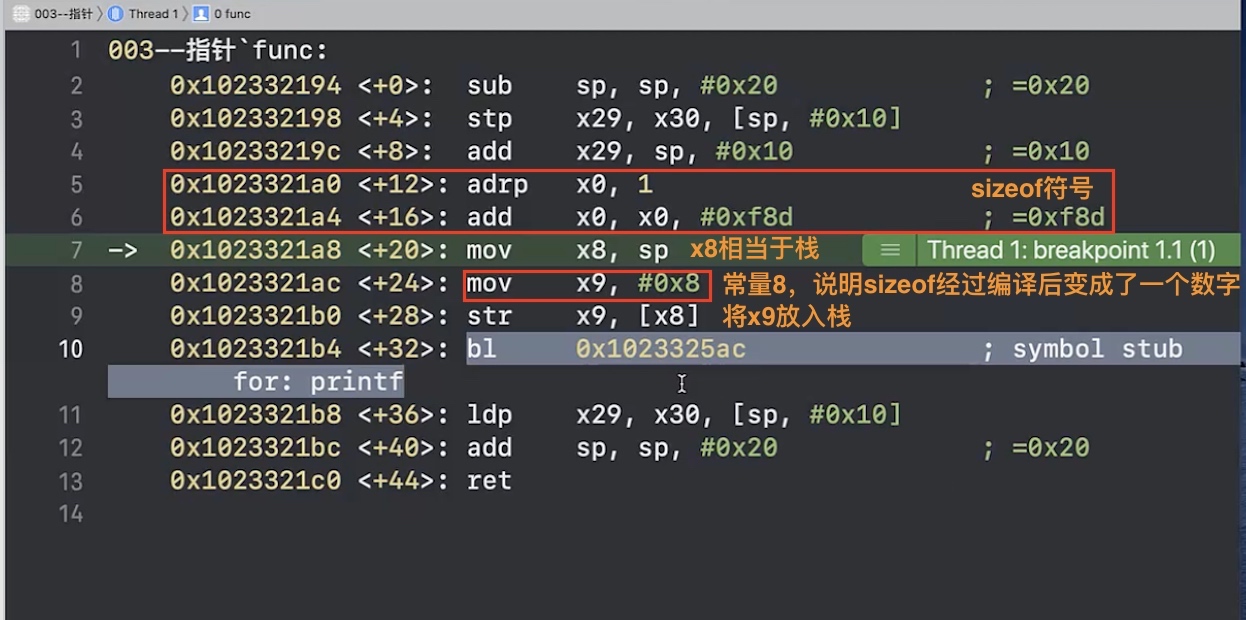 003--指针 〉 Thread 1 〉 0 func
1 003--指针`func:
2 0x102332194 <+0>: sub sp, sp, #0x20 ; =0x20
3 0x102332198 <+4>: stp x29, x30, [sp, #0x10]
4 0x10233219c <+8>: add x29, sp, #0x10 ; =0x10
5 0x1023321a0 <+12>: adrp x0, 1 sizeof符号
6 0x1023321a4 <+16>: add x0, x0, #0xf8d ; =0xf8d
7 -> 0x1023321a8 <+20>: mov x8, sp x8相当于栈 Thread 1: breakpoint 1.1 (1)
8 0x1023321ac <+24>: mov x9, #0x8 常量8，说明sizeof经过编译后变成了一个数字
9 0x1023321b0 <+28>: str x9, [x8] 将x9放入栈
10 0x1023321b4 <+32>: bl 0x1023325ac ; symbol stub
for: printf
11 0x1023321b8 <+36>: ldp x29, x30, [sp, #0x10]
12 0x1023321bc <+40>: add sp, sp, #0x20 ; =0x20
13 0x1023321c0 <+44>: ret
14